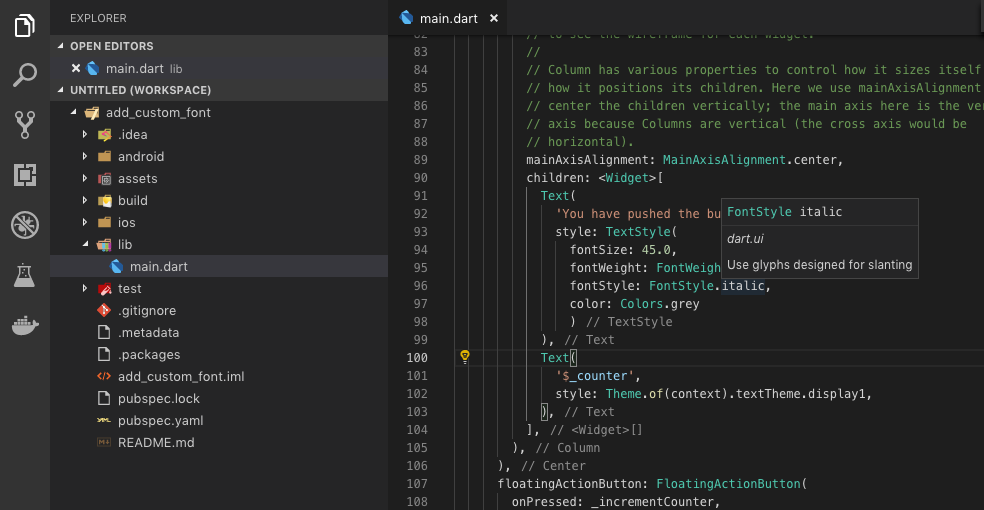 EXPLORER
OPEN EDITORS
main.dart lib
UNTITLED (WORKSPACE)
add_custom_font
.idea
android
assets
build
ios
lib
main.dart
test
.gitignore
.metadata
.packages
add_custom_font.iml
pubspec.lock
pubspec.yaml
README.md
main.dart
// to see the wireframe for each widget.
83 //
84 // Column has various properties to control how it sizes itself
85 // how it positions its children. Here we use mainAxisAlignment
86 // center the children vertically; the main axis here is the ver
87 // axis because Columns are vertical (the cross axis would be
88 // horizontal).
89 mainAxisAlignment: MainAxisAlignment.center,
90 children: <Widget>[
91 Text(
92 'You have pushed the bu
93 style: TextStyle(
94 fontSize: 45.0,
95 fontWeight: FontWeigh
96 fontStyle: FontStyle.italic,
97 color: Colors.grey
98 ) // TextStyle
99 ), // Text
100 Text(
101 '$_counter',
102 style: Theme.of(context).textTheme.display1,
103 ), // Text
104 ], // <Widget>[]
105 ), // Column
106 ), // Center
107 floatingActionButton: FloatingActionButton(
108 onPressed: _incrementCounter,
FontStyle italic
dart.ui
Use glyphs designed for slanting